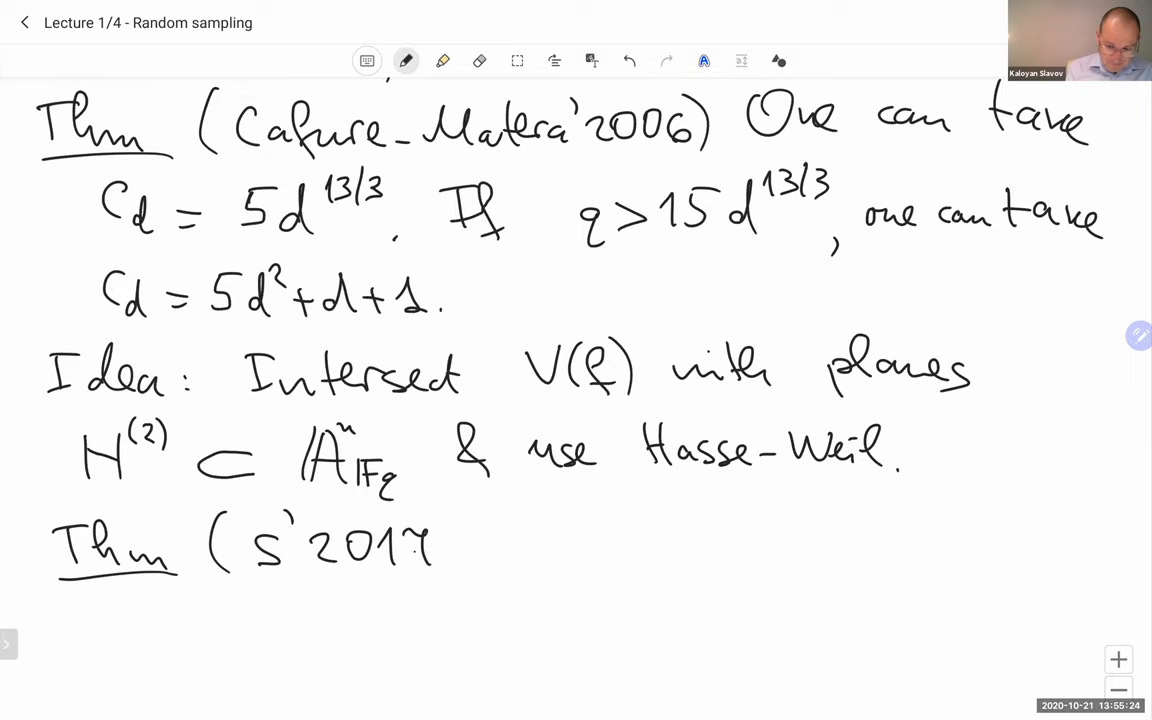 Lecture 1/4 - Random sampling
Kaloyan Slavov
Thm (Cafure-Matera'2006) One can take
C_d = 5d^{13/3}. If q > 15d^{13/3}, one can take
C_d = 5d^2+d+1.
Idea: Intersect V(f) with planes
H^{(2)} ⊂ 𝔸^n_{𝔽_q} & use Hasse-Weil.
Thm (S'2017
2020-10-21 13:55:24